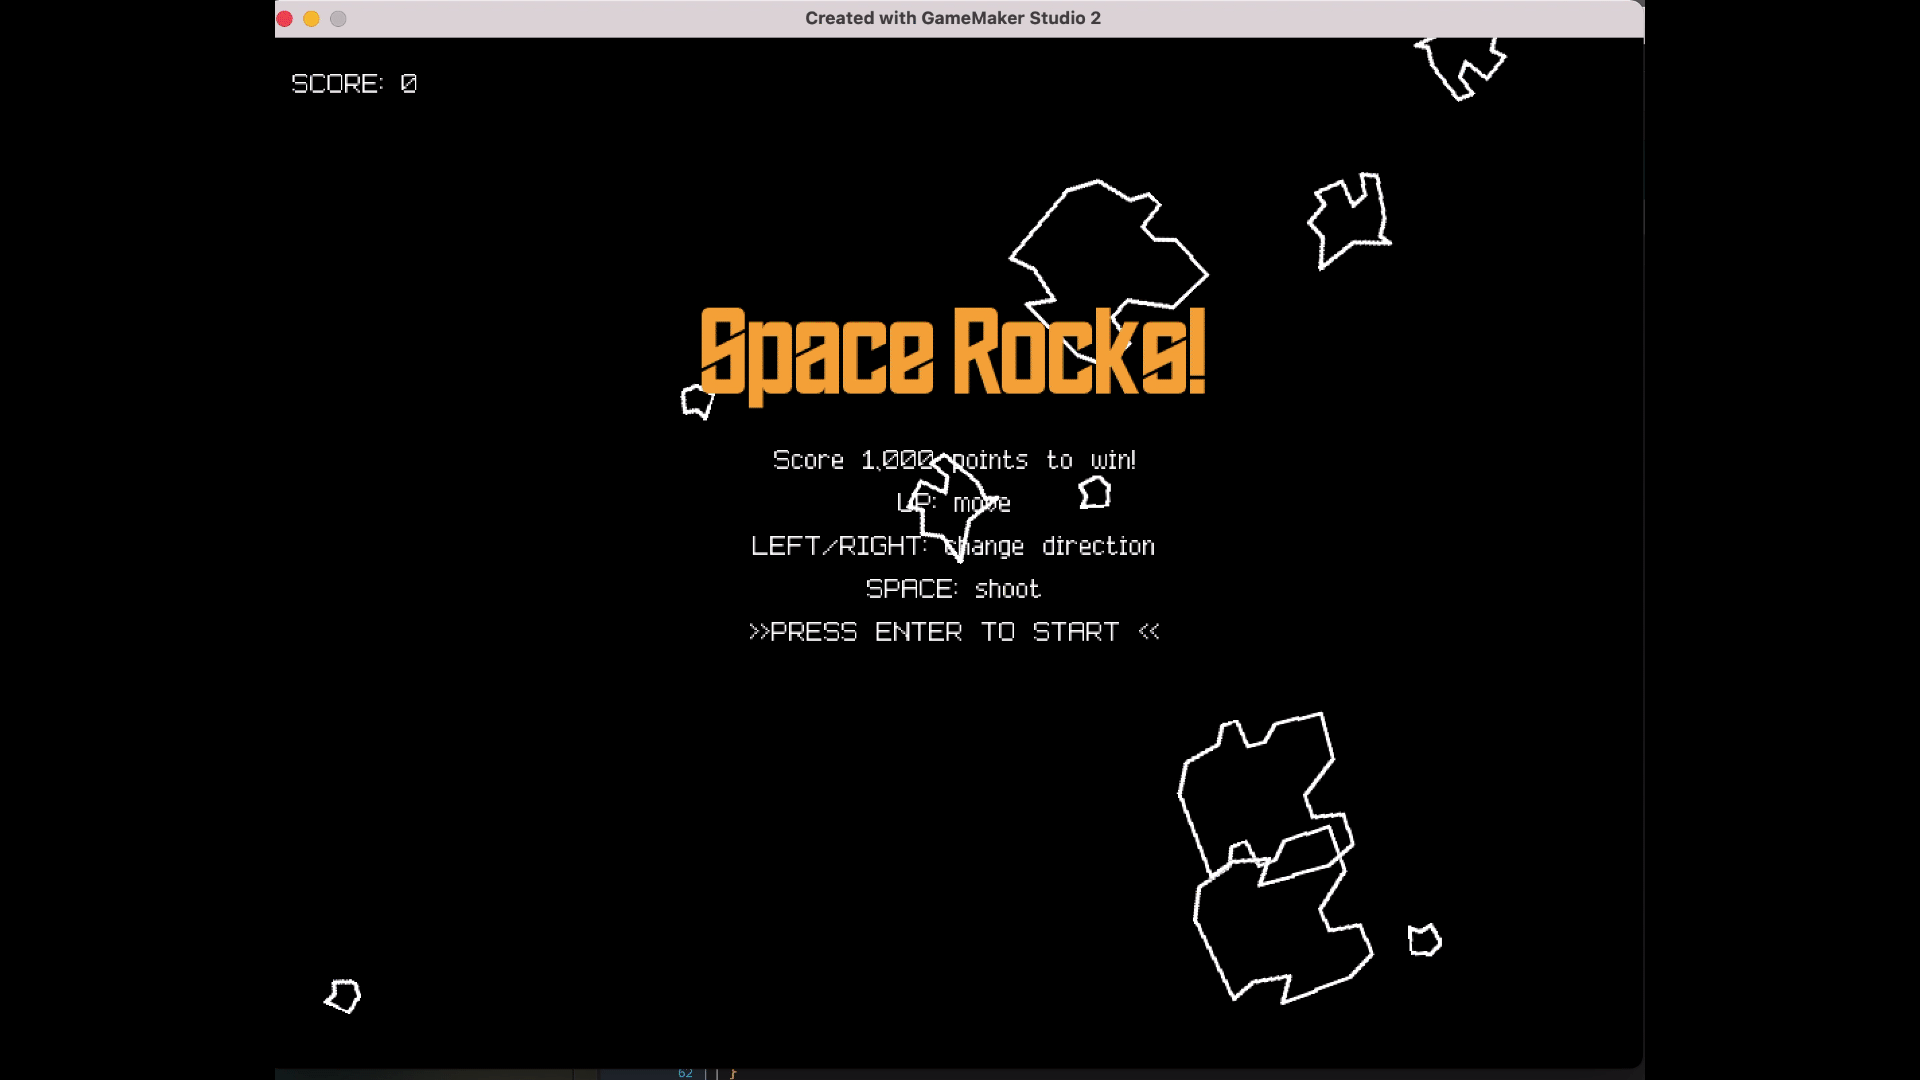 Created with GameMaker Studio 2
SCORE: 0
Space Rocks!
Score 1,000 points to win!
UP: move
LEFT/RIGHT: change direction
SPACE: shoot
>>PRESS ENTER TO START <<
62 }